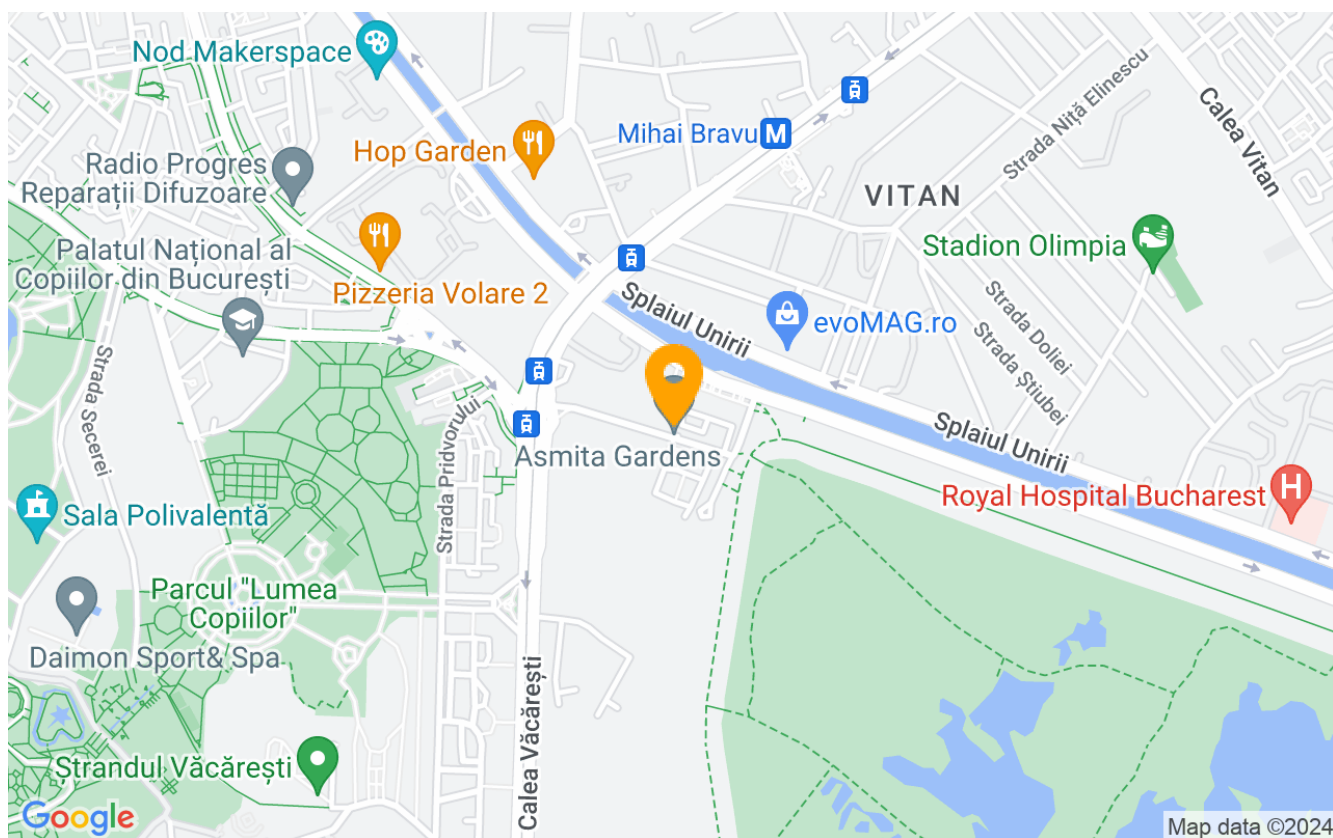 Nod Makerspace
Mihai Bravu
M
Strada Niță Elinescu
Calea Vitan
Hop Garden
Radio Progres
Reparații Difuzoare
VITAN
Palatul Național al
Copiilor din București
Stadion Olimpia
Pizzeria Volare 2
Splaiul Unirii
evoMAG.ro
Strada Doliei
Strada Știubei
Strada Secerei
Strada Pridvorului
Asmita Gardens
Splaiul Unirii
Royal Hospital Bucharest
H
Sala Polivalentă
Parcul "Lumea
Copiilor"
Daimon Sport& Spa
Calea Văcărești
Ștrandul Văcărești
Google
Map data ©2024